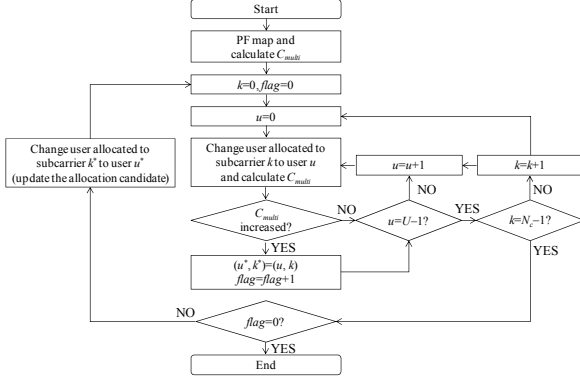 Start
PF map and
calculate C_multi
k=0, flag=0
u=0
Change user allocated to
subcarrier k* to user u*
(update the allocation candidate)
Change user allocated to
subcarrier k to user u
and calculate C_multi
u=u+1
k=k+1
NO
NO
C_multi
increased?
NO
u=U−1?
YES
k=N_c−1?
YES
YES
(u*, k*)=(u, k)
flag=flag+1
NO
flag=0?
YES
End